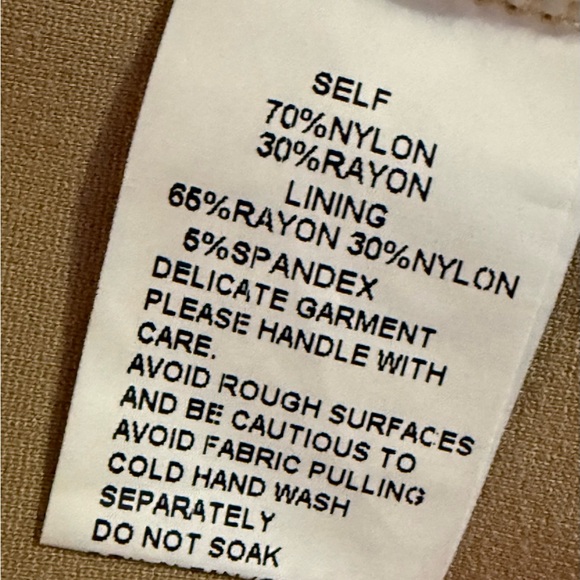 SELF
70%NYLON
30%RAYON
LINING
65%RAYON 30%NYLON
5%SPANDEX
DELICATE GARMENT
PLEASE HANDLE WITH
CARE.
AVOID ROUGH SURFACES
AND BE CAUTIOUS TO
AVOID FABRIC PULLING
COLD HAND WASH
SEPARATELY
DO NOT SOAK